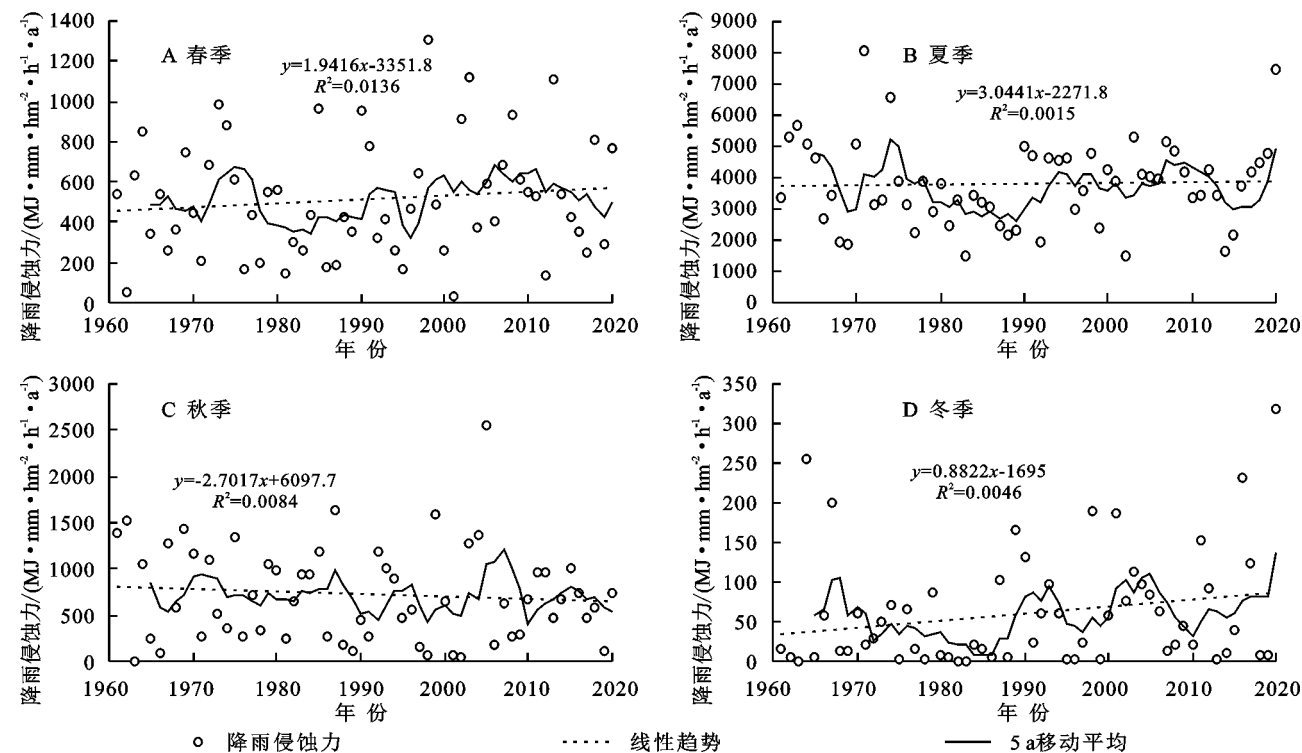 A 春季
y=1.9416x-3351.8
R²=0.0136
1400
1200
1000
800
600
400
200
0
1960 1970 1980 1990 2000 2010 2020
年 份
降雨侵蚀力/(MJ·mm·hm⁻²·h⁻¹·a⁻¹)
B 夏季
y=3.0441x-2271.8
R²=0.0015
9000
8000
7000
6000
5000
4000
3000
2000
1000
0
1960 1970 1980 1990 2000 2010 2020
年 份
降雨侵蚀力/(MJ·mm·hm⁻²·h⁻¹·a⁻¹)
C 秋季
y=-2.7017x+6097.7
R²=0.0084
3000
2500
2000
1500
1000
500
0
1960 1970 1980 1990 2000 2010 2020
年 份
降雨侵蚀力/(MJ·mm·hm⁻²·h⁻¹·a⁻¹)
D 冬季
y=0.8822x-1695
R²=0.0046
350
300
250
200
150
100
50
0
1960 1970 1980 1990 2000 2010 2020
年 份
降雨侵蚀力/(MJ·mm·hm⁻²·h⁻¹·a⁻¹)
降雨侵蚀力 线性趋势 5 a移动平均